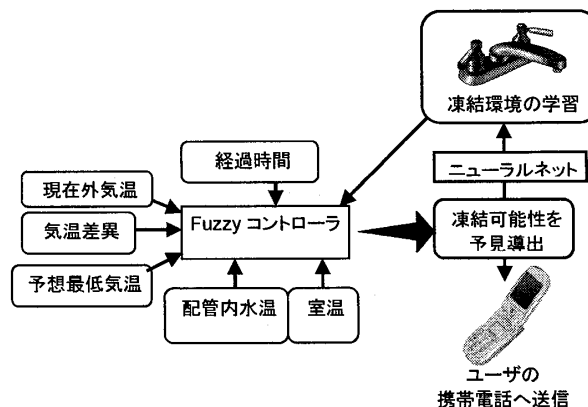 凍結環境の学習
経過時間
ニューラルネット
現在外気温
気温差異
予想最低気温
Fuzzy コントローラ
凍結可能性を
予見導出
配管内水温
室温
ユーザの
携帯電話へ送信